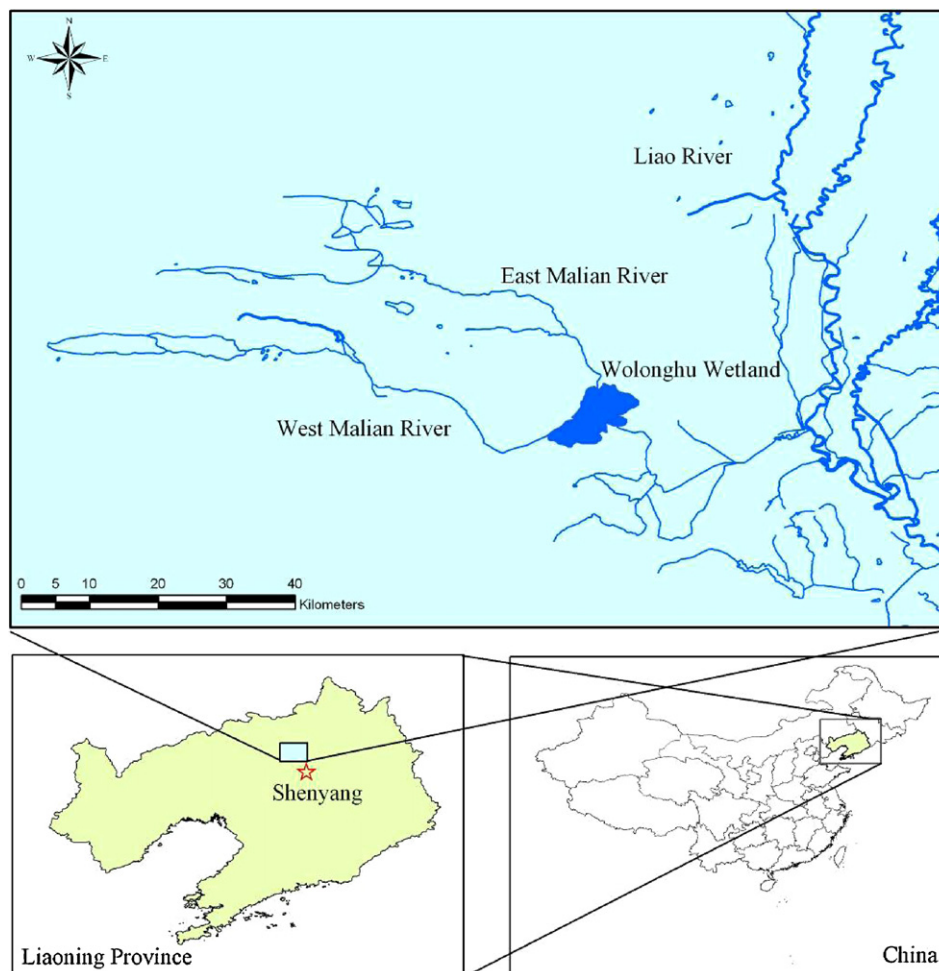 N
W E
S
Liao River
East Malian River
Wolonghu Wetland
West Malian River
0 5 10 20 30 40
Kilometers
Shenyang
Liaoning Province
China